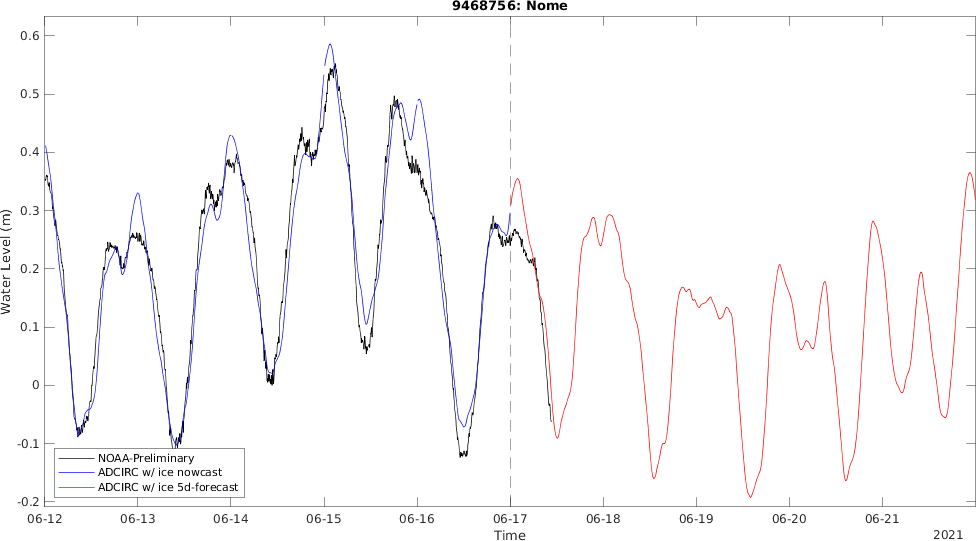 9468756: Nome
Water Level (m)
0.6
0.5
0.4
0.3
0.2
0.1
0
-0.1
-0.2
NOAA-Preliminary
ADCIRC w/ ice nowcast
ADCIRC w/ ice 5d-forecast
06-12 06-13 06-14 06-15 06-16 06-17 06-18 06-19 06-20 06-21
Time
2021